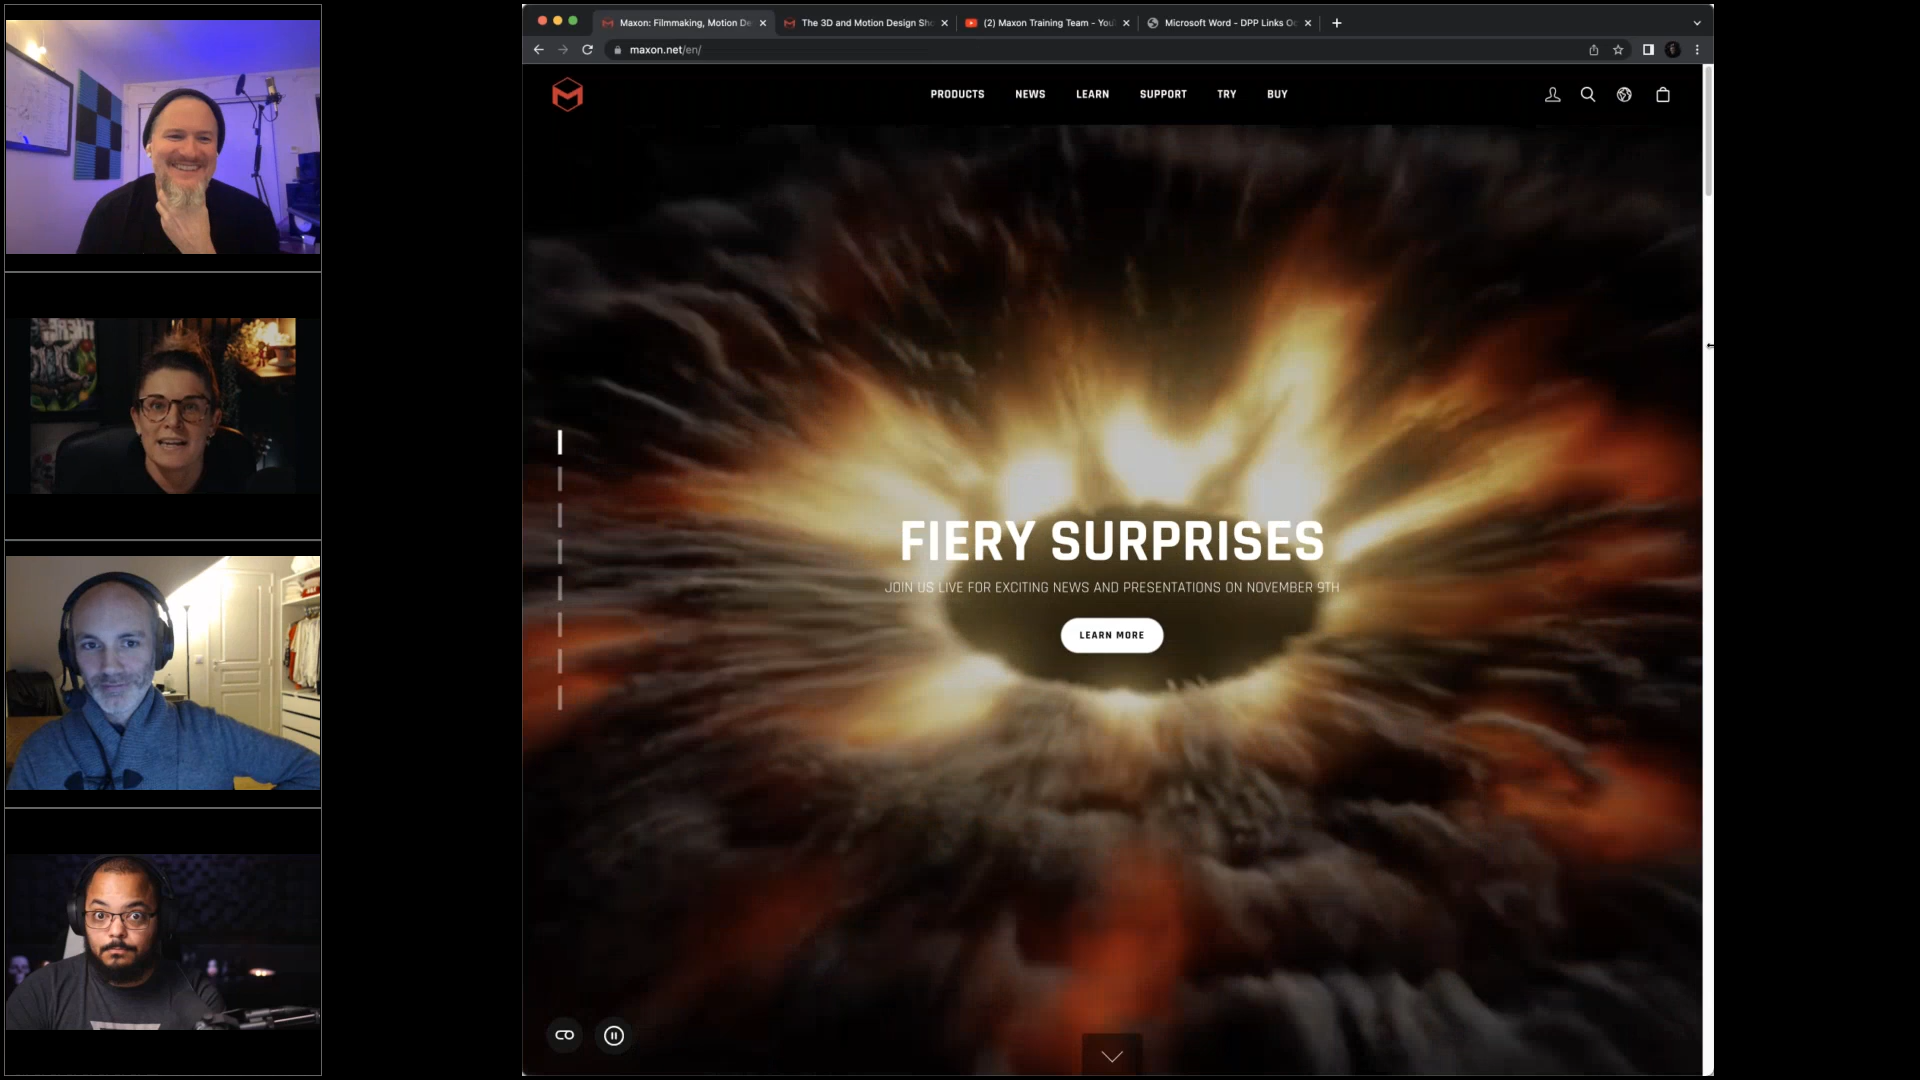 Maxon: Filmmaking, Motion De
The 3D and Motion Design Sho
(2) Maxon Training Team - You
Microsoft Word - DPP Links Oc
maxon.net/en/
PRODUCTS
NEWS
LEARN
SUPPORT
TRY
BUY
FIERY SURPRISES
JOIN US LIVE FOR EXCITING NEWS AND PRESENTATIONS ON NOVEMBER 9TH
LEARN MORE